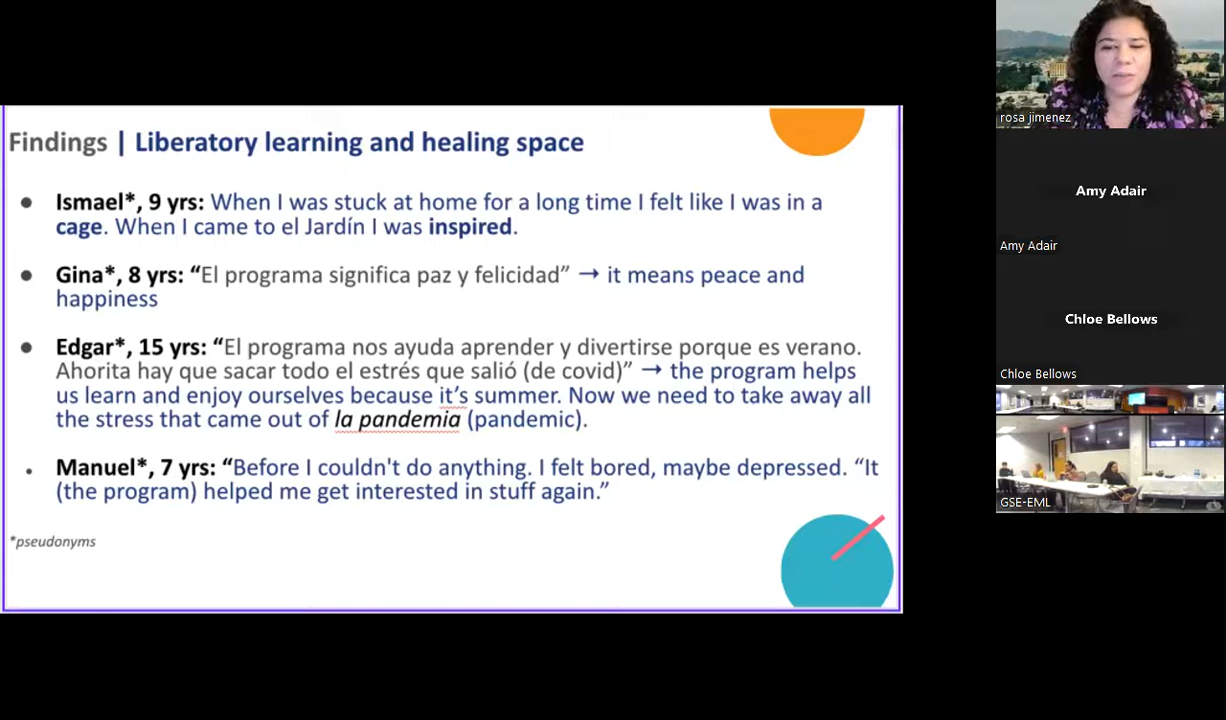 Findings | Liberatory learning and healing space
● Ismael*, 9 yrs: When I was stuck at home for a long time I felt like I was in a
cage. When I came to el Jardín I was inspired.
● Gina*, 8 yrs: “El programa significa paz y felicidad” → it means peace and
happiness
● Edgar*, 15 yrs: “El programa nos ayuda aprender y divertirse porque es verano.
Ahorita hay que sacar todo el estrés que salió (de covid)” → the program helps
us learn and enjoy ourselves because it’s summer. Now we need to take away all
the stress that came out of la pandemia (pandemic).
• Manuel*, 7 yrs: “Before I couldn't do anything. I felt bored, maybe depressed. “It
(the program) helped me get interested in stuff again.”
*pseudonyms
rosa jimenez
Amy Adair
Amy Adair
Chloe Bellows
Chloe Bellows
GSE-EML